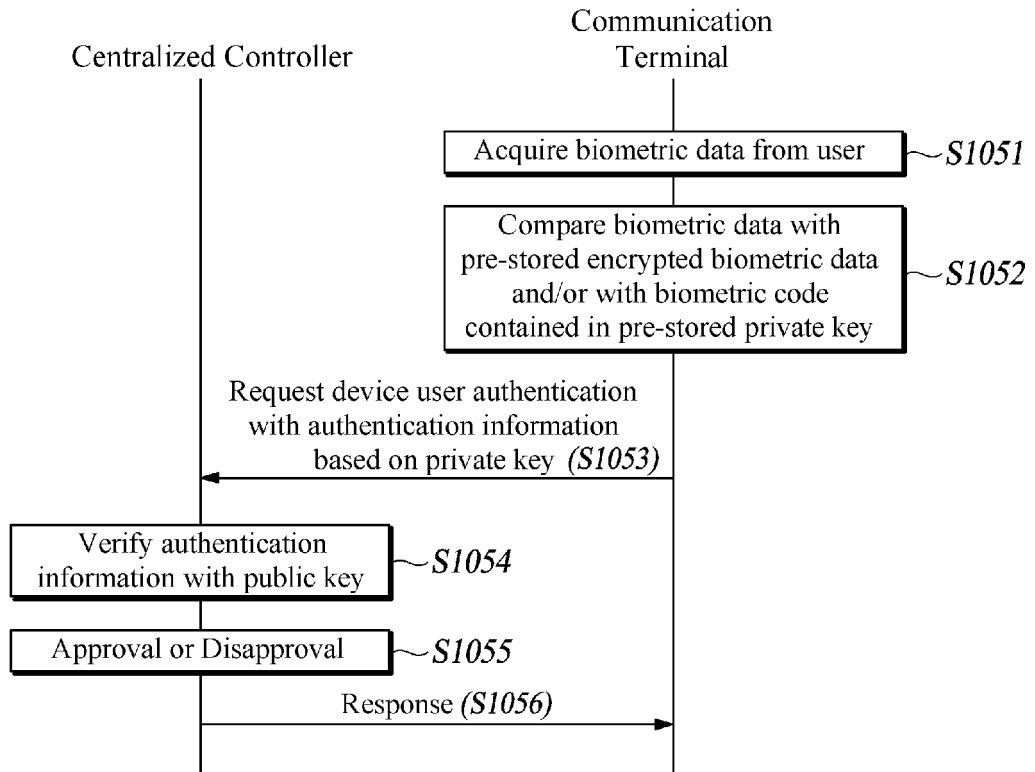 Centralized Controller
Communication
Terminal
Acquire biometric data from user
S1051
Compare biometric data with
pre-stored encrypted biometric data
and/or with biometric code
contained in pre-stored private key
S1052
Request device user authentication
with authentication information
based on private key (S1053)
Verify authentication
information with public key
S1054
Approval or Disapproval
S1055
Response (S1056)